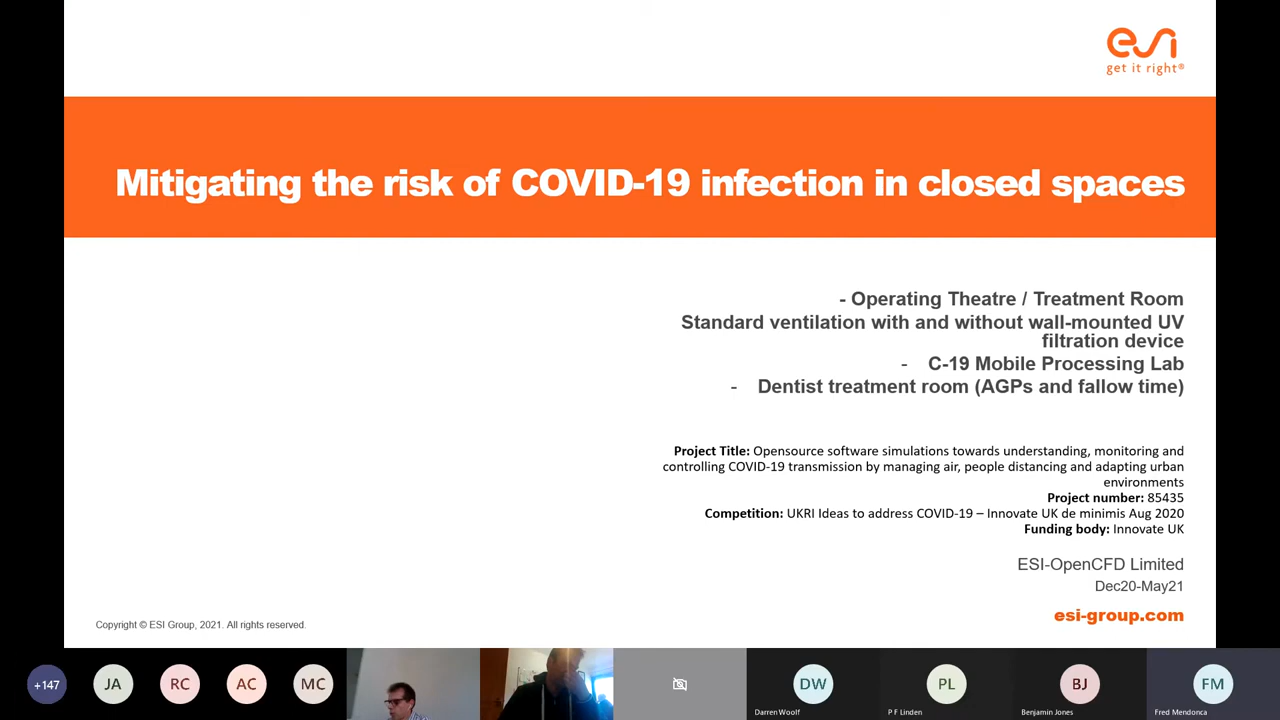 esi
get it right®
Mitigating the risk of COVID-19 infection in closed spaces
- Operating Theatre / Treatment Room
Standard ventilation with and without wall-mounted UV
filtration device
- C-19 Mobile Processing Lab
- Dentist treatment room (AGPs and fallow time)
Project Title: Opensource software simulations towards understanding, monitoring and
controlling COVID-19 transmission by managing air, people distancing and adapting urban
environments
Project number: 85435
Competition: UKRI Ideas to address COVID-19 – Innovate UK de minimis Aug 2020
Funding body: Innovate UK
ESI-OpenCFD Limited
Dec20-May21
esi-group.com
Copyright © ESI Group, 2021. All rights reserved.
+147
JA
RC
AC
MC
DW
PL
BJ
FM
Darren Woolf
P F Linden
Benjamin Jones
Fred Mendonca